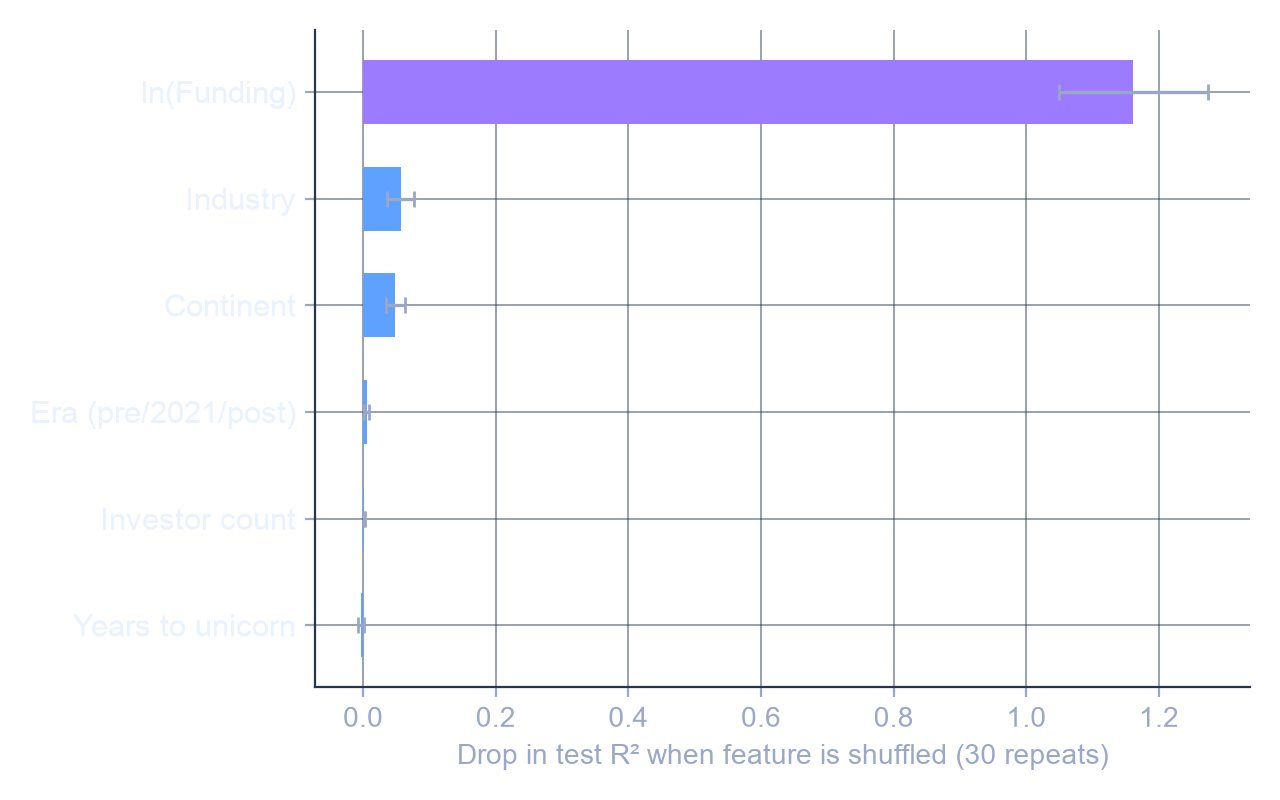 ln(Funding)
Industry
Continent
Era (pre/2021/post)
Investor count
Years to unicorn
0.0 0.2 0.4 0.6 0.8 1.0 1.2
Drop in test R² when feature is shuffled (30 repeats)